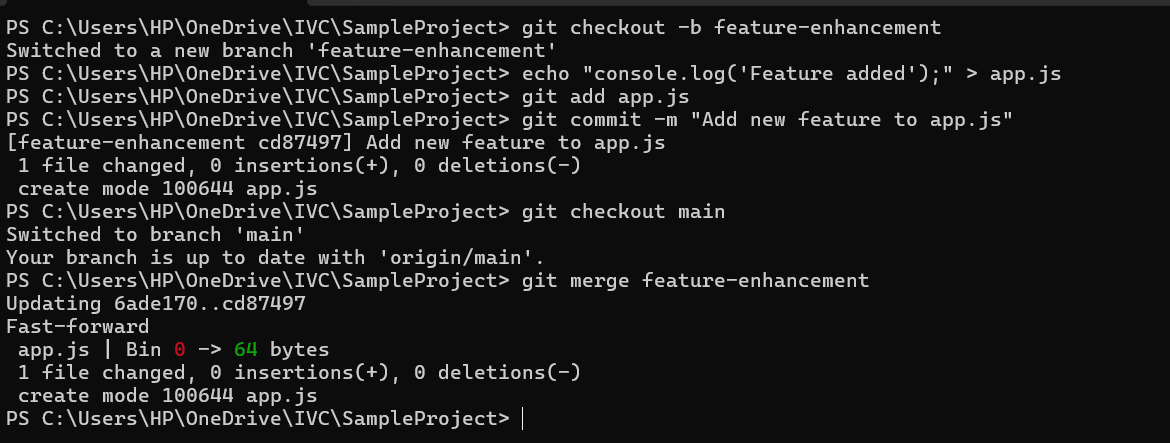 PS C:\Users\HP\OneDrive\IVC\SampleProject> git checkout -b feature-enhancement
Switched to a new branch 'feature-enhancement'
PS C:\Users\HP\OneDrive\IVC\SampleProject> echo "console.log('Feature added');" > app.js
PS C:\Users\HP\OneDrive\IVC\SampleProject> git add app.js
PS C:\Users\HP\OneDrive\IVC\SampleProject> git commit -m "Add new feature to app.js"
[feature-enhancement cd87497] Add new feature to app.js
 1 file changed, 0 insertions(+), 0 deletions(-)
 create mode 100644 app.js
PS C:\Users\HP\OneDrive\IVC\SampleProject> git checkout main
Switched to branch 'main'
Your branch is up to date with 'origin/main'.
PS C:\Users\HP\OneDrive\IVC\SampleProject> git merge feature-enhancement
Updating 6ade170..cd87497
Fast-forward
 app.js | Bin 0 -> 64 bytes
 1 file changed, 0 insertions(+), 0 deletions(-)
 create mode 100644 app.js
PS C:\Users\HP\OneDrive\IVC\SampleProject>